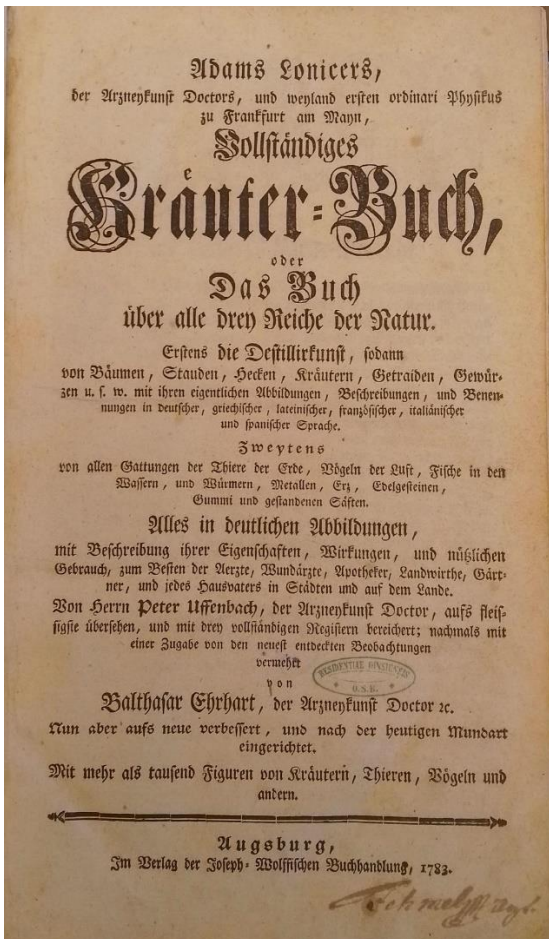 Adams Lonicers,
der Arzneykunst Doctors, und weyland ersten ordinari Physikus
zu Frankfurt am Mayn,
Vollständiges
Kräuter-Buch,
oder
Das Buch
über alle drey Reiche der Natur.
Erstens die Destillirkunst, sodann
von Bäumen, Stauden, Hecken, Kräutern, Getraiden, Gewür-
zen u. s. w. mit ihren eigentlichen Abbildungen, Beschreibungen, und Benen-
nungen in deutscher, griechischer, lateinischer, französischer, italiänischer
und spanischer Sprache.
Zweytens
von allen Gattungen der Thiere der Erde, Vögeln der Luft, Fische in den
Wassern, und Würmern, Metallen, Erz, Edelgesteinen,
Gummi und gestandenen Säften.
Alles in deutlichen Abbildungen,
mit Beschreibung ihrer Eigenschaften, Wirkungen, und nützlichen
Gebrauch, zum Besten der Aerzte, Wundärzte, Apotheker, Landwirthe, Gärt-
ner, und jedes Hausvaters in Städten und auf dem Lande.
Von Herrn Peter Uffenbach, der Arzneykunst Doctor, aufs fleis-
sigste übersehen, und mit drey vollständigen Registern bereichert; nachmals mit
einer Zugabe von den neuest entdeckten Beobachtungen
vermehrt
von
O.S.B.
Balthasar Ehrhart, der Arzneykunst Doctor ꝛc.
Nun aber aufs neue verbessert, und nach der heutigen Mundart
eingerichtet.
Mit mehr als tausend Figuren von Kräutern, Thieren, Vögeln und
andern.
Augsburg,
Im Verlag der Joseph-Wolffischen Buchhandlung, 1783.